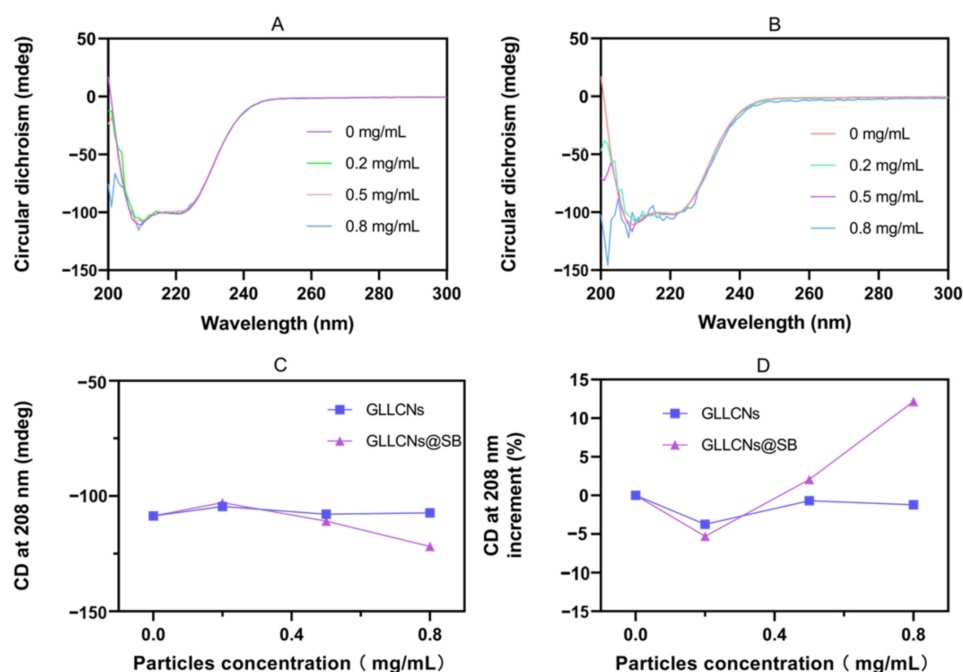 A
Circular dichroism (mdeg)
50
0
−50
−100
−150
0 mg/mL
0.2 mg/mL
0.5 mg/mL
0.8 mg/mL
200
220
240
260
280
300
Wavelength (nm)
B
Circular dichroism (mdeg)
50
0
−50
−100
−150
0 mg/mL
0.2 mg/mL
0.5 mg/mL
0.8 mg/mL
200
220
240
260
280
300
Wavelength (nm)
C
CD at 208 nm (mdeg)
−50
−100
−150
GLLCNs
GLLCNs@SB
0.0
0.4
0.8
Particles concentration（ mg/mL）
D
CD at 208 nm
increment (%)
15
10
5
0
−5
−10
−15
GLLCNs
GLLCNs@SB
0.0
0.4
0.8
Particles concentration（ mg/mL）